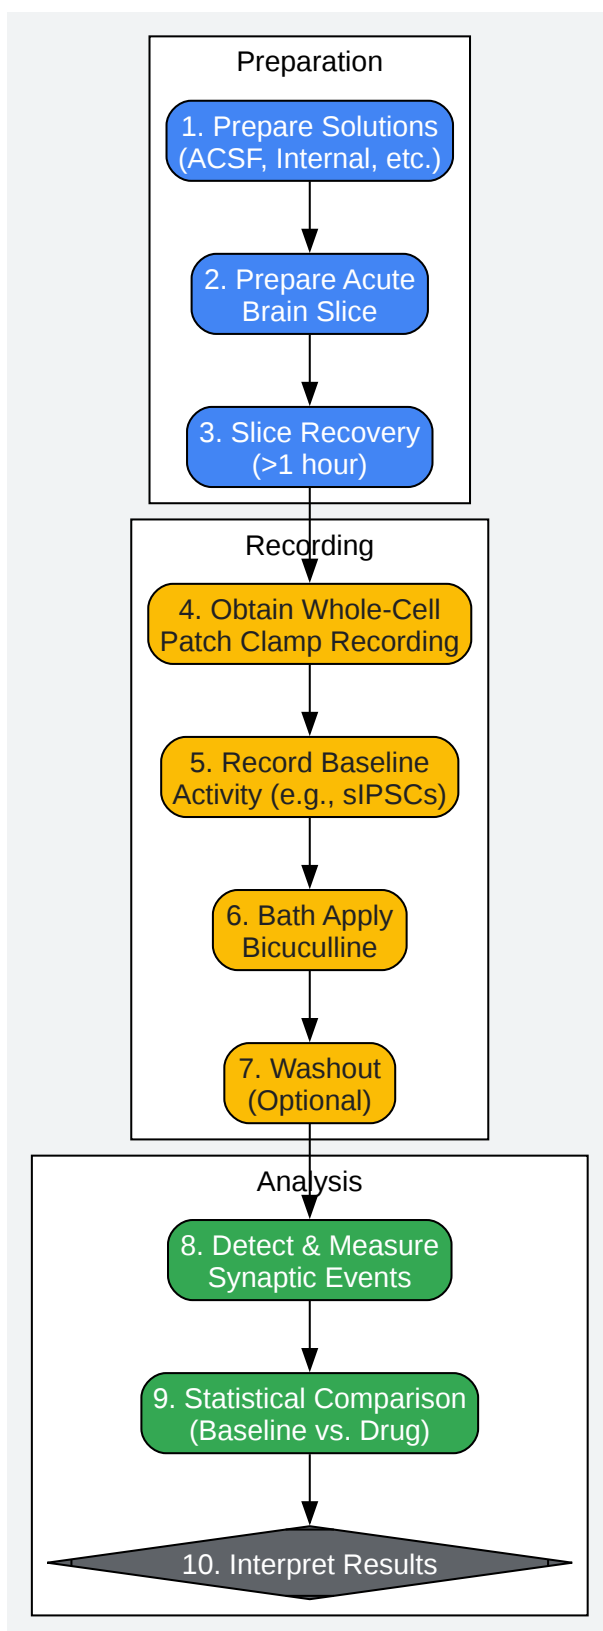 Preparation
1. Prepare Solutions
(ACSF, Internal, etc.)
2. Prepare Acute
Brain Slice
3. Slice Recovery
(>1 hour)
Recording
4. Obtain Whole-Cell
Patch Clamp Recording
5. Record Baseline
Activity (e.g., sIPSCs)
6. Bath Apply
Bicuculline
7. Washout
(Optional)
Analysis
8. Detect & Measure
Synaptic Events
9. Statistical Comparison
(Baseline vs. Drug)
10. Interpret Results